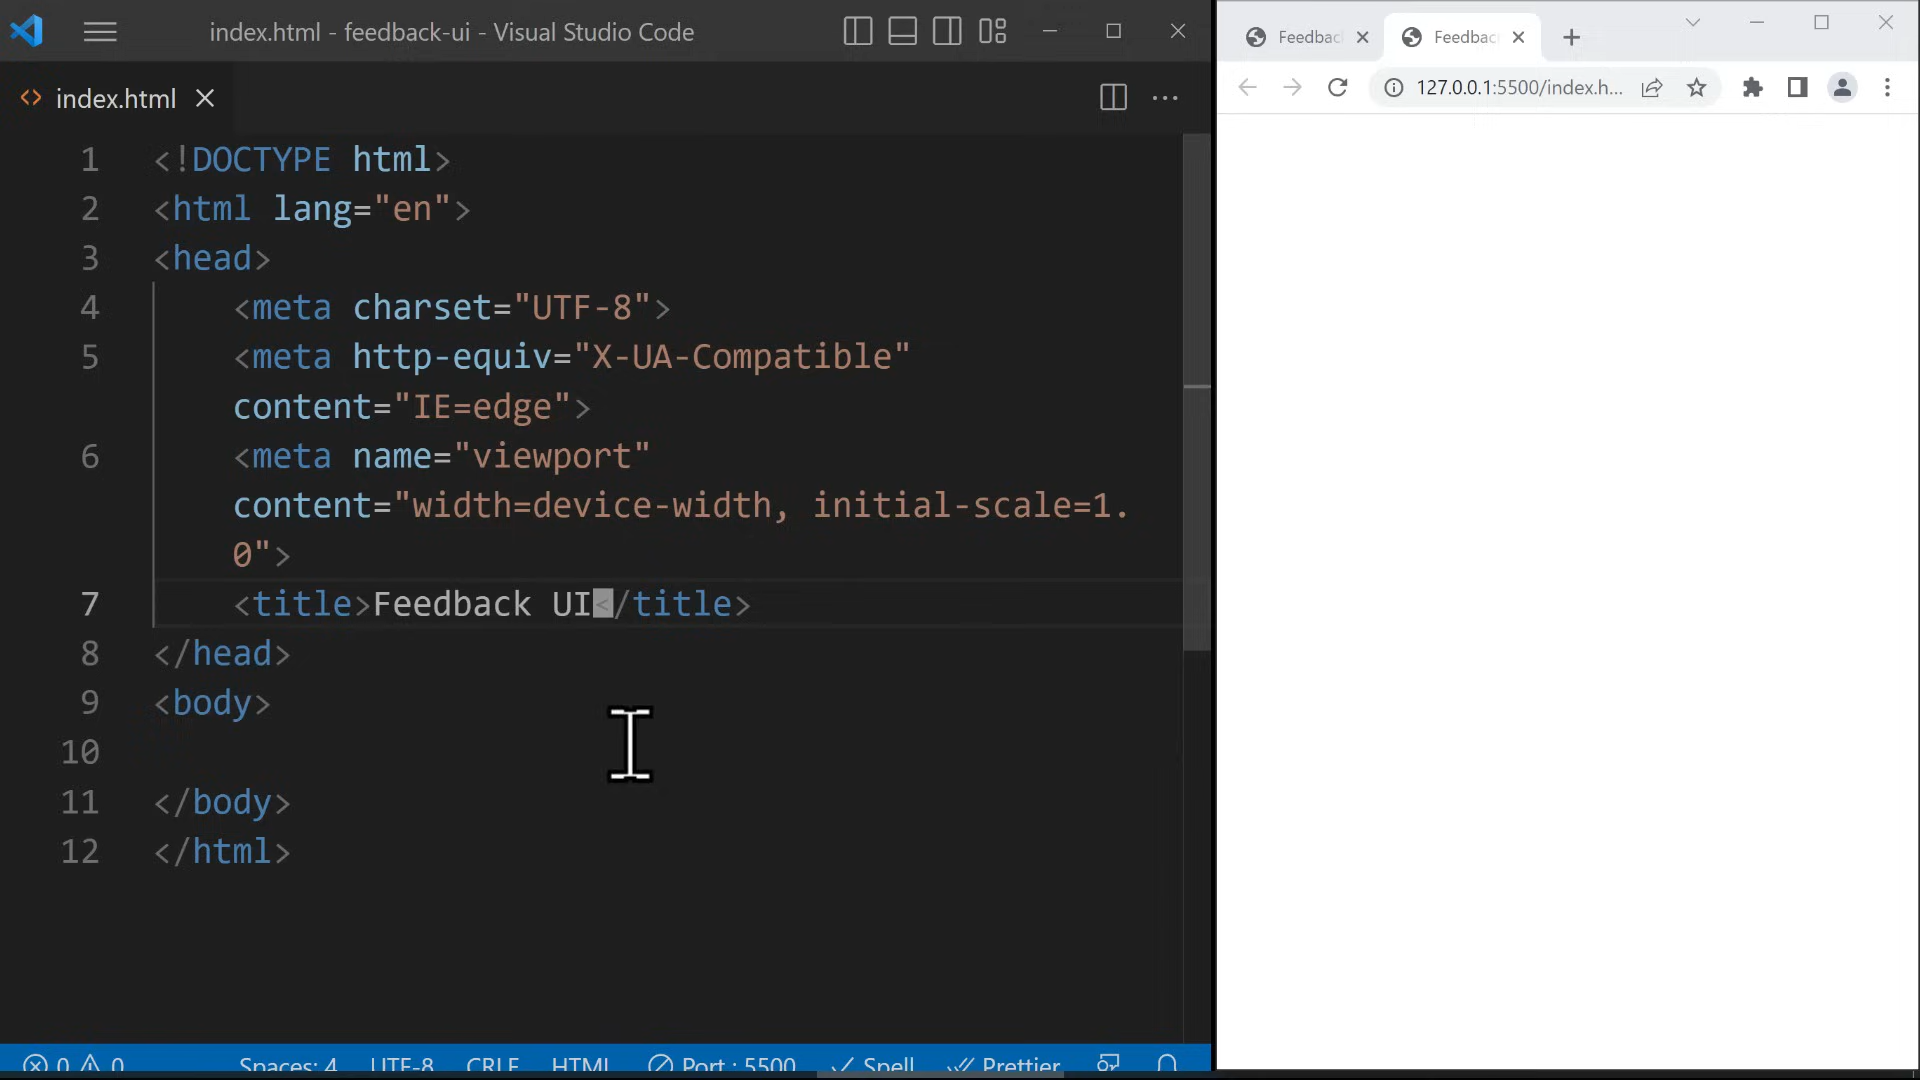 index.html - feedback-ui - Visual Studio Code
index.html
1 <!DOCTYPE html>
2 <html lang="en">
3 <head>
4 <meta charset="UTF-8">
5 <meta http-equiv="X-UA-Compatible"
content="IE=edge">
6 <meta name="viewport"
content="width=device-width, initial-scale=1.
0">
7 <title>Feedback UI</title>
8 </head>
9 <body>
10
11 </body>
12 </html>
0 0 Spaces: 4 UTF-8 CRLF HTML Port : 5500 Spell Prettier
Feedbac Feedbac
127.0.0.1:5500/index.h...